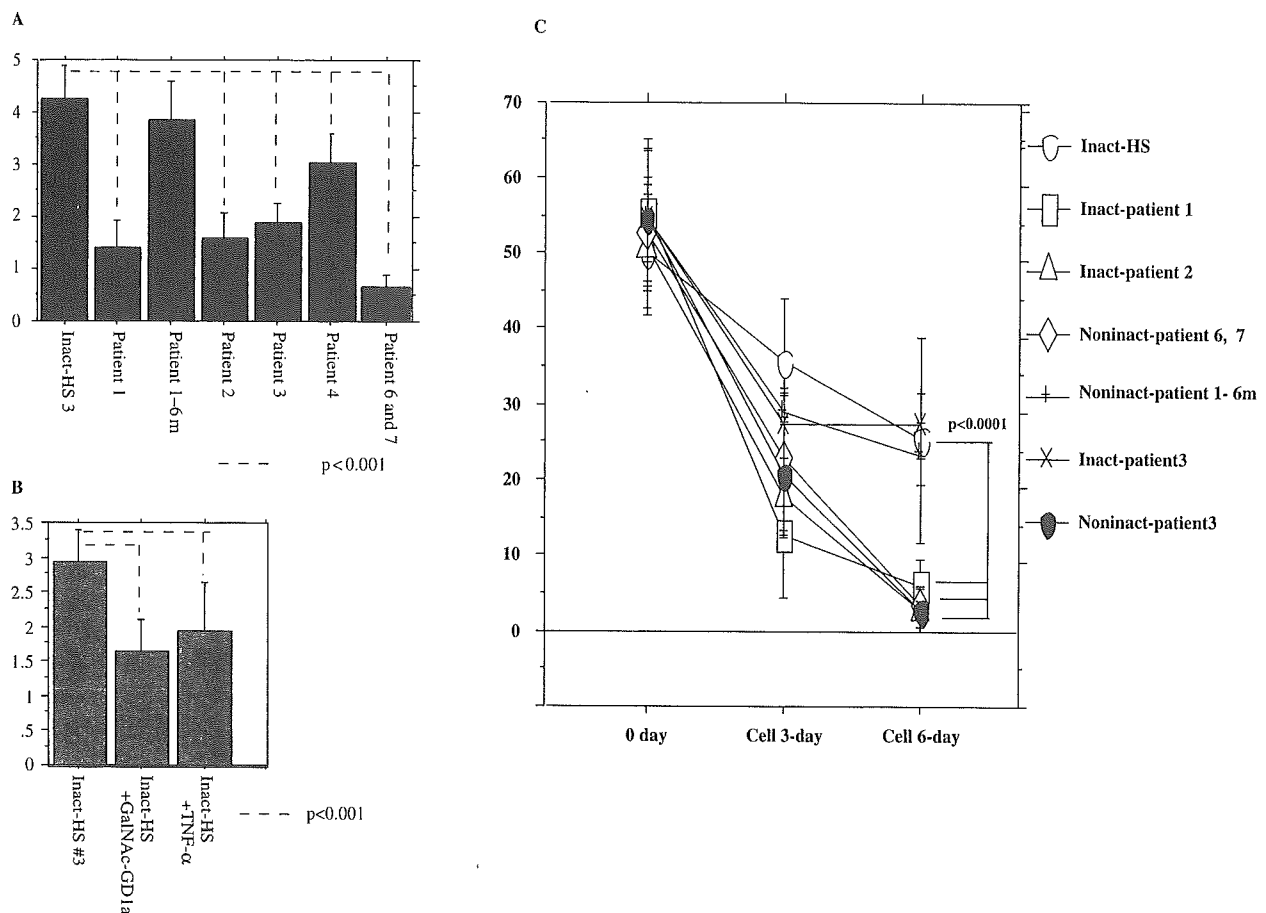 A
5
4
3
2
1
0
Inact-HS 3
Patient 1
Patient 1–6 m
Patient 2
Patient 3
Patient 4
Patient 6 and 7
p<0.001
B
3.5
3
2.5
2
1.5
1
.5
0
Inact-HS #3
Inact-HS
+GalNAc-GD1a
Inact-HS
+TNF-α
p<0.001
C
70
60
50
40
30
20
10
0
0 day
Cell 3-day
Cell 6-day
p<0.0001
Inact-HS
Inact-patient 1
Inact-patient 2
Noninact-patient 6, 7
Noninact-patient 1- 6m
Inact-patient3
Noninact-patient3